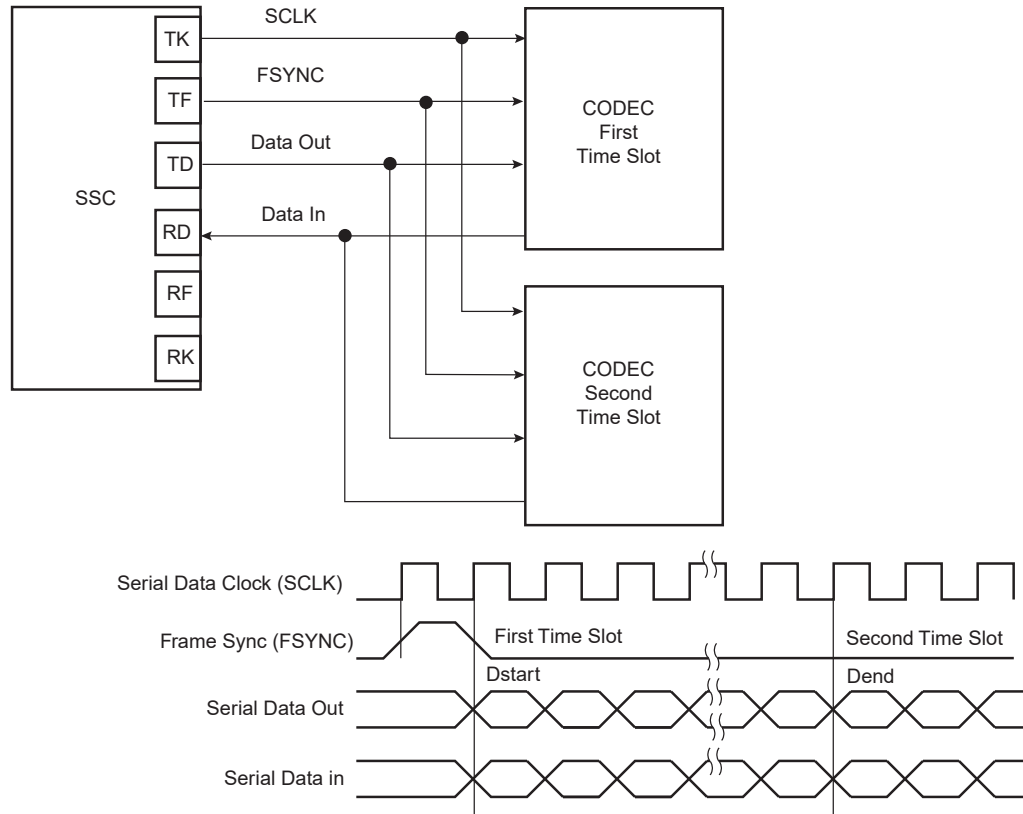 SCLK
TK
FSYNC
TF
CODEC
First
Time Slot
Data Out
TD
SSC
Data In
RD
RF
RK
CODEC
Second
Time Slot
Serial Data Clock (SCLK)
Frame Sync (FSYNC)
First Time Slot
Second Time Slot
Dstart
Dend
Serial Data Out
Serial Data in